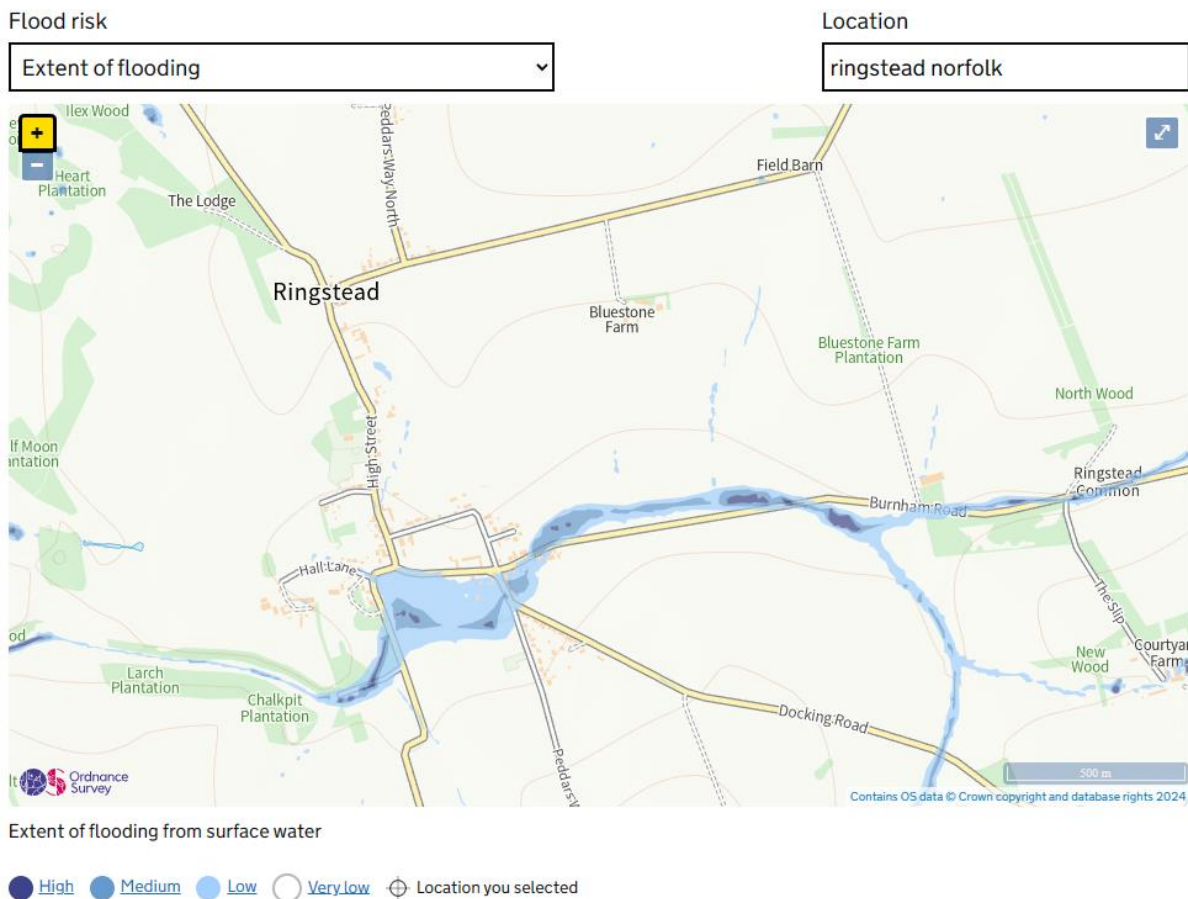 Flood risk
Location
Extent of flooding
ringstead norfolk
Ilex Wood
+
−
Heart
Plantation
The Lodge
Peddars Way North
Field Barn
Ringstead
Bluestone
Farm
Bluestone Farm
Plantation
North Wood
High Street
lf Moon
antation
Ringstead
Common
Burnham Road
Hall Lane
The Slip
od
Larch
Plantation
Chalkpit
Plantation
New
Wood
Courtya
Farm
Docking Road
Peddars W
Ordnance
Survey
500 m
Contains OS data © Crown copyright and database rights 2024
Extent of flooding from surface water
High Medium Low Very low Location you selected